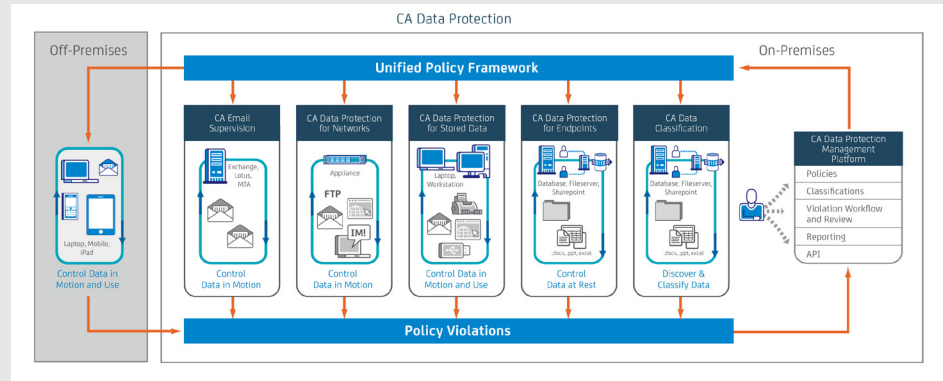 CA Data Protection
Off-Premises
On-Premises
Unified Policy Framework
CA Email
Supervision
Exchange,
Lotus,
MTA
Control
Data in Motion
CA Data Protection
for Networks
Appliance
FTP
IM!
Control
Data in Motion
CA Data Protection
for Stored Data
Laptop,
Workstation
Control Data in
Motion and Use
CA Data Protection
for Endpoints
Database, Fileserver,
Sharepoint
.docx, .ppt,excel
Control
Data at Rest
CA Data
Classification
Database, Fileserver,
Sharepoint
.docx, .ppt,excel
Discover &
Classify Data
Laptop, Mobile,
iPad
Control Data in
Motion and Use
CA Data Protection
Management
Platform
Policies
Classifications
Violation Workflow
and Review
Reporting
API
Policy Violations